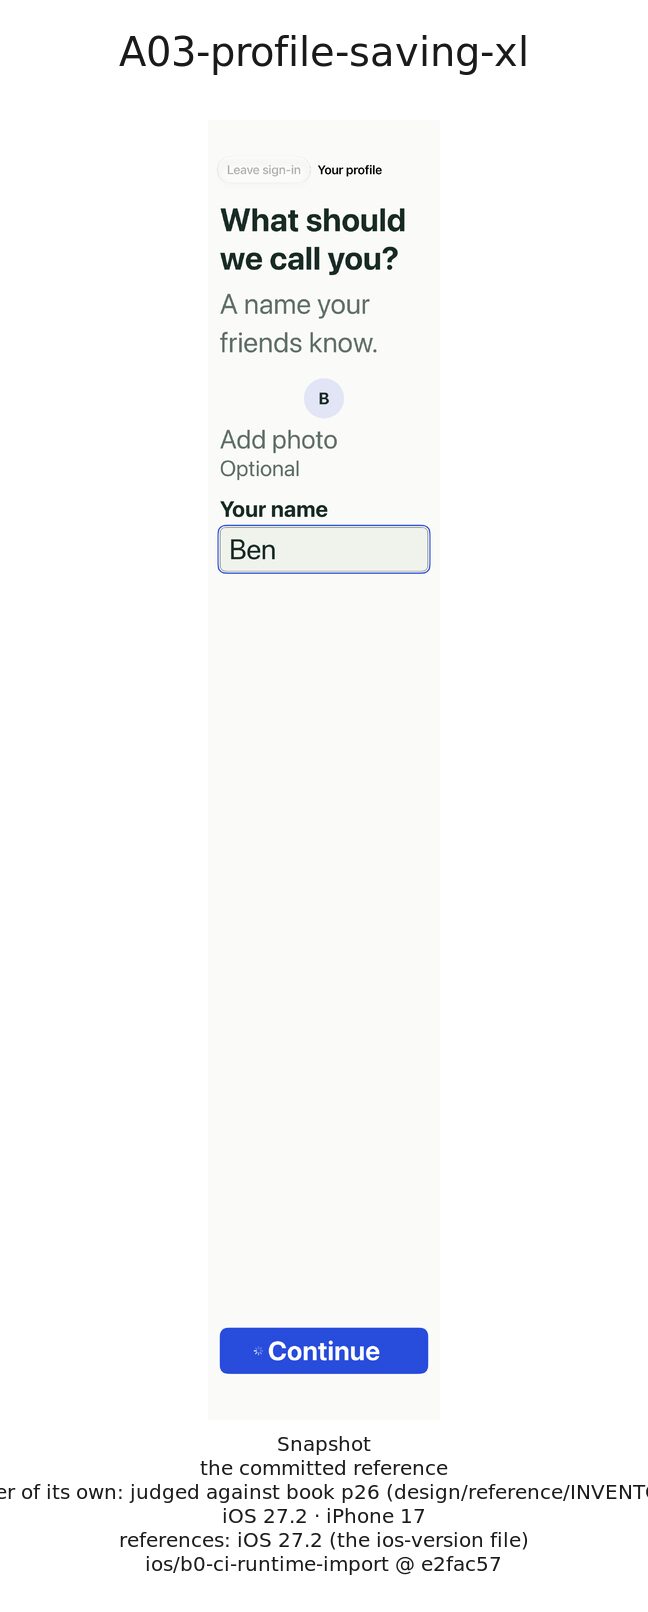 A03-profile-saving-xl
Leave sign-in Your profile
What should
we call you?
A name your
friends know.
B
Add photo
Optional
Your name
Ben
Continue
Snapshot
the committed reference
of its own: judged against book p26 (design/reference/
iOS 27.2 · iPhone 17
references: iOS 27.2 (the ios-version file)
ios/b0-ci-runtime-import @ e2fac57